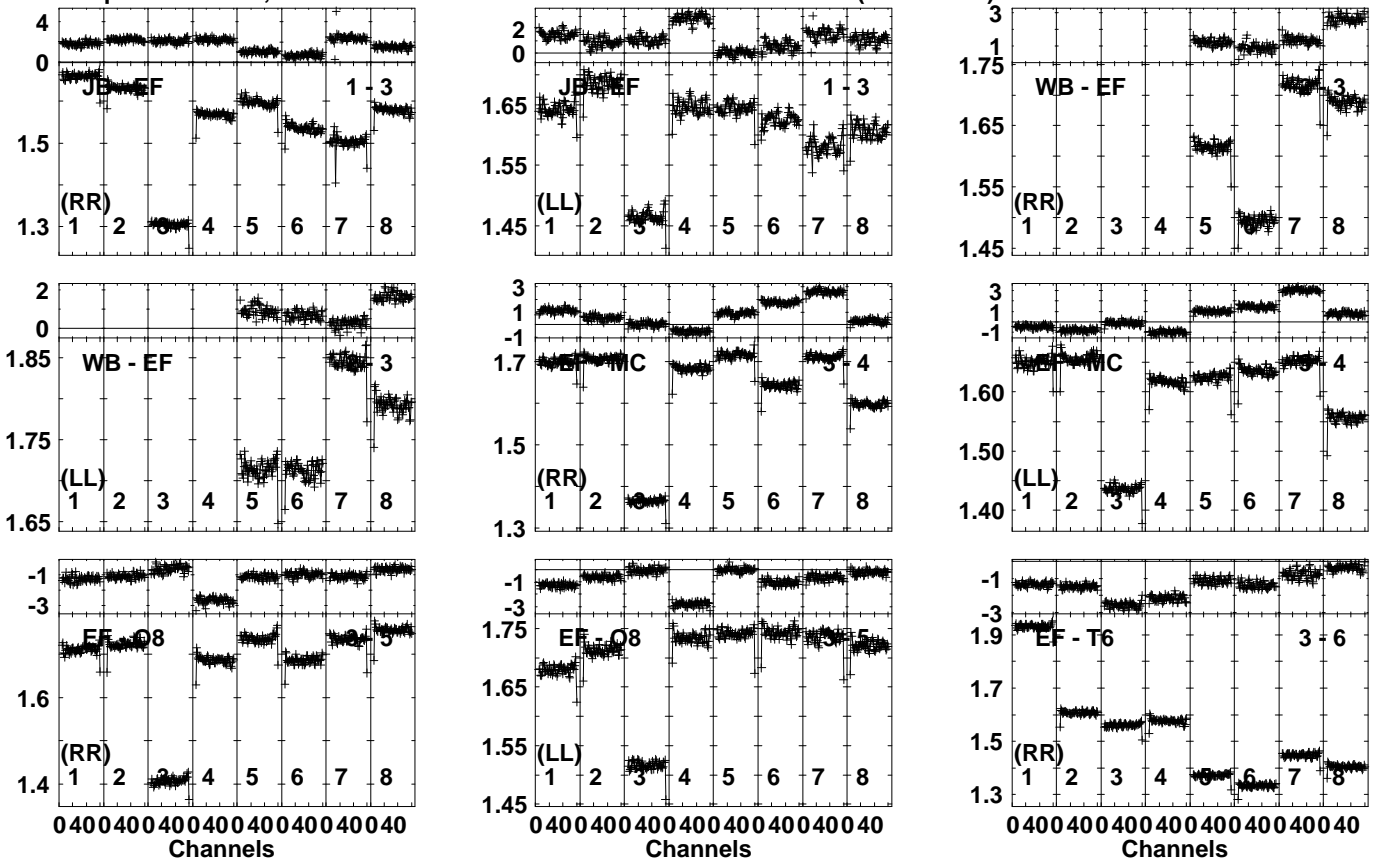 4 0
JB - EF 1 - 3
1.5
(RR)
1.3
1 2 3 4 5 6 7 8
2 0
JB - EF 1 - 3
1.65
1.55
(LL)
1.45
1 2 3 4 5 6 7 8
3 1
1.75
WB - EF 3
1.65
1.55
(RR)
1.45
1 2 3 4 5 6 7 8
2 0
1.85
WB - EF - 3
1.75
(LL)
1.65
1 2 3 4 5 6 7 8
3 1 -1
1.7
EF - MC 3 - 4
1.5
(RR)
1.3
1 2 3 4 5 6 7 8
3 1 -1
EF - MC 3 - 4
1.60
1.50
(LL)
1.40
1 2 3 4 5 6 7 8
-1 -3
EF - O8 3 - 5
1.6
(RR)
1.4
1 2 3 4 5 6 7 8
-1 -3
1.75
EF - O8 3 - 5
1.65
1.55
(LL)
1.45
1 2 3 4 5 6 7 8
-1 -3
1.9
EF - T6 3 - 6
1.7
1.5
(RR)
1.3
1 2 3 4 5 6 7 8
0 40 0 40 0 40 0 40 0 40 0 40 0 40 0 40
Channels
0 40 0 40 0 40 0 40 0 40 0 40 0 40 0 40
Channels
0 40 0 40 0 40 0 40 0 40 0 40 0 40 0 40
Channels